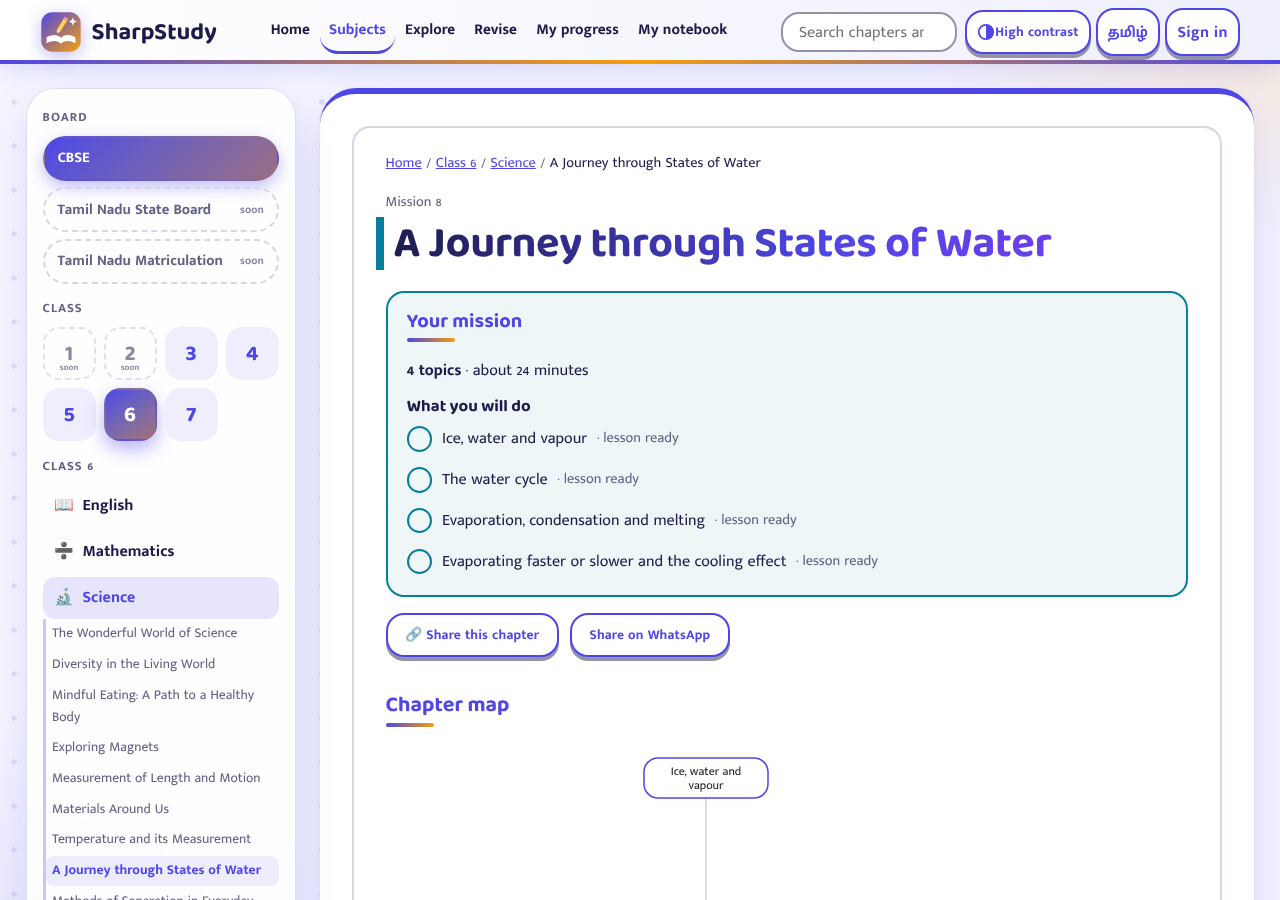 SharpStudy
Home
Subjects
Explore
Revise
My progress
My notebook
Search chapters ar
High contrast
தமிழ்
Sign in
BOARD
CBSE
Tamil Nadu State Board soon
Tamil Nadu Matriculation soon
CLASS
1 soon
2 soon
3
4
5
6
7
CLASS 6
English
Mathematics
Science
The Wonderful World of Science
Diversity in the Living World
Mindful Eating: A Path to a Healthy
Body
Exploring Magnets
Measurement of Length and Motion
Materials Around Us
Temperature and its Measurement
A Journey through States of Water
Methods of Separation in Everyday
Home / Class 6 / Science / A Journey through States of Water
Mission 8
A Journey through States of Water
Your mission
4 topics · about 24 minutes
What you will do
Ice, water and vapour · lesson ready
The water cycle · lesson ready
Evaporation, condensation and melting · lesson ready
Evaporating faster or slower and the cooling effect · lesson ready
Share this chapter
Share on WhatsApp
Chapter map
Ice, water and
vapour